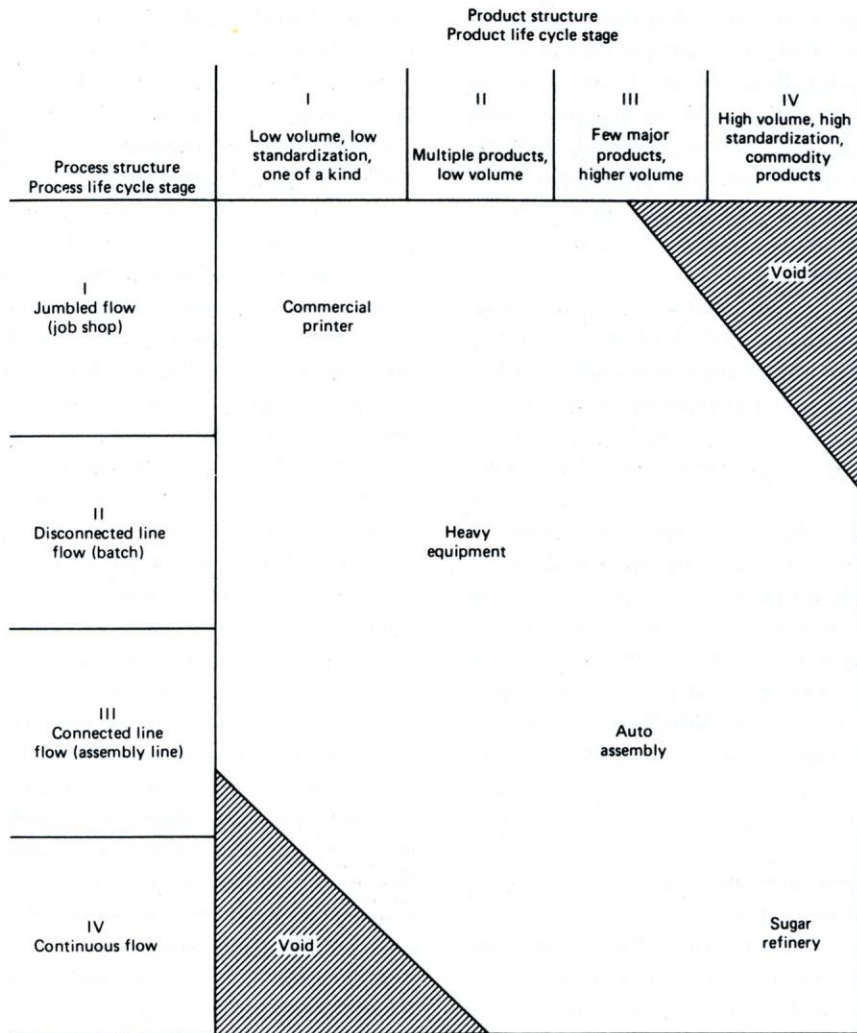 Product structure
Product life cycle stage
Process structure
Process life cycle stage
I
Low volume, low
standardization,
one of a kind
II
Multiple products,
low volume
III
Few major
products,
higher volume
IV
High volume, high
standardization,
commodity
products
I
Jumbled flow
(job shop)
Commercial
printer
Void
II
Disconnected line
flow (batch)
Heavy
equipment
III
Connected line
flow (assembly line)
Auto
assembly
IV
Continuous flow
Void
Sugar
refinery